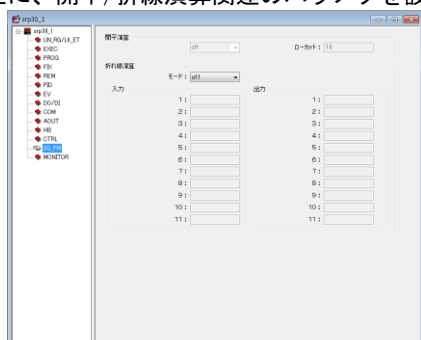 に、開平/折線演算関連のパラメータを設
srp30_1
srp30_1
UN_RG/LK_ET
EXEC
PROG
FIX
REM
PID
EV
DO/DI
COM
AOUT
HB
CTRL
SQ_PM
MONITOR
開平演算
off
ローカット : 1.0
折れ線演算
モード : off
入力
出力
1 :
1 :
2 :
2 :
3 :
3 :
4 :
4 :
5 :
5 :
6 :
6 :
7 :
7 :
8 :
8 :
9 :
9 :
10 :
10 :
11 :
11 :